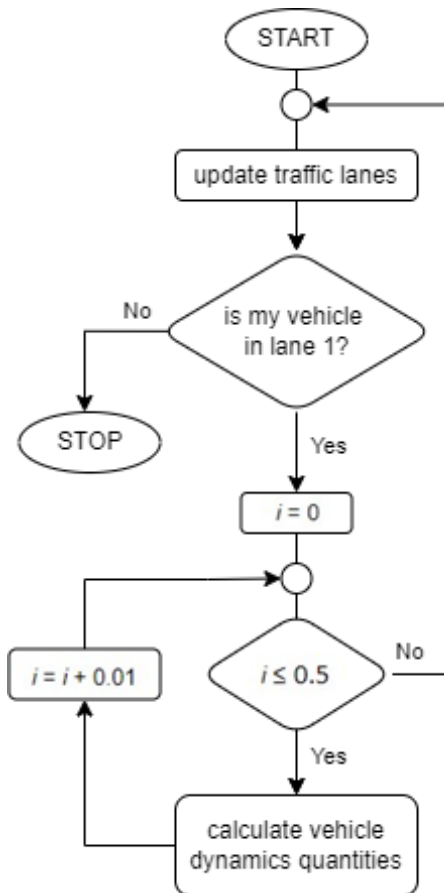 START
update traffic lanes
is my vehicle
in lane 1?
No
STOP
Yes
i = 0
i ≤ 0.5
No
i = i + 0.01
Yes
calculate vehicle
dynamics quantities